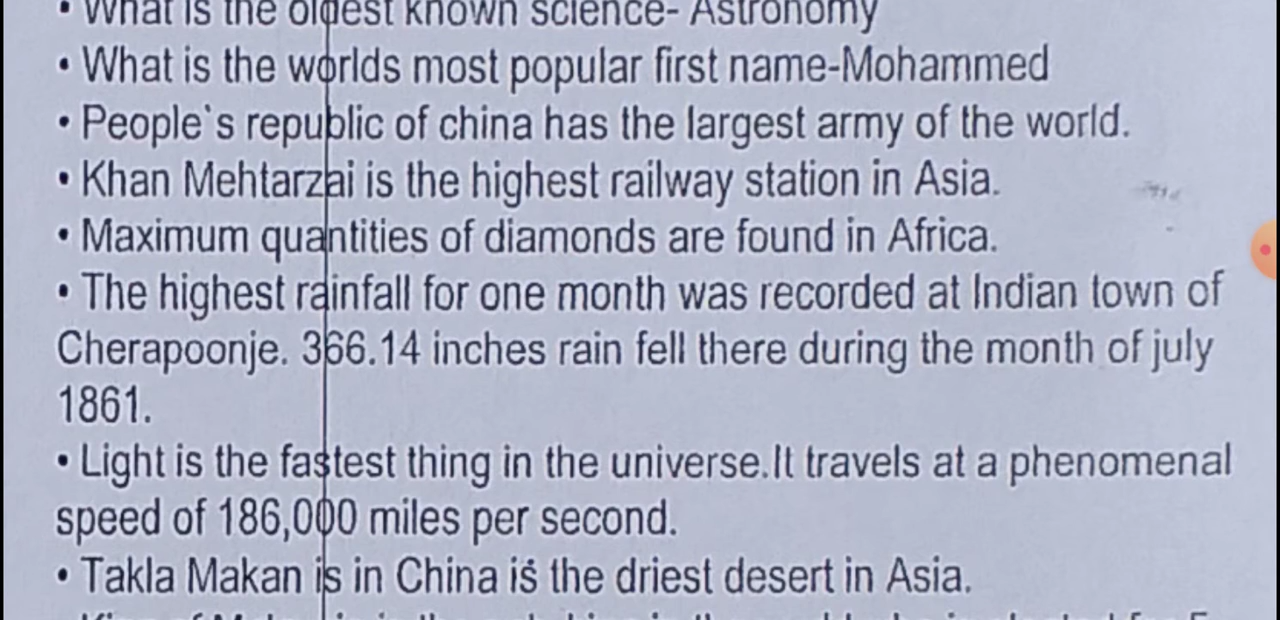 • What is the oldest known science- Astronomy
• What is the worlds most popular first name-Mohammed
• People`s republic of china has the largest army of the world.
• Khan Mehtarzai is the highest railway station in Asia.
• Maximum quantities of diamonds are found in Africa.
• The highest rainfall for one month was recorded at Indian town of
Cherapoonje. 366.14 inches rain fell there during the month of july
1861.
• Light is the fastest thing in the universe.It travels at a phenomenal
speed of 186,000 miles per second.
• Takla Makan is in China is the driest desert in Asia.